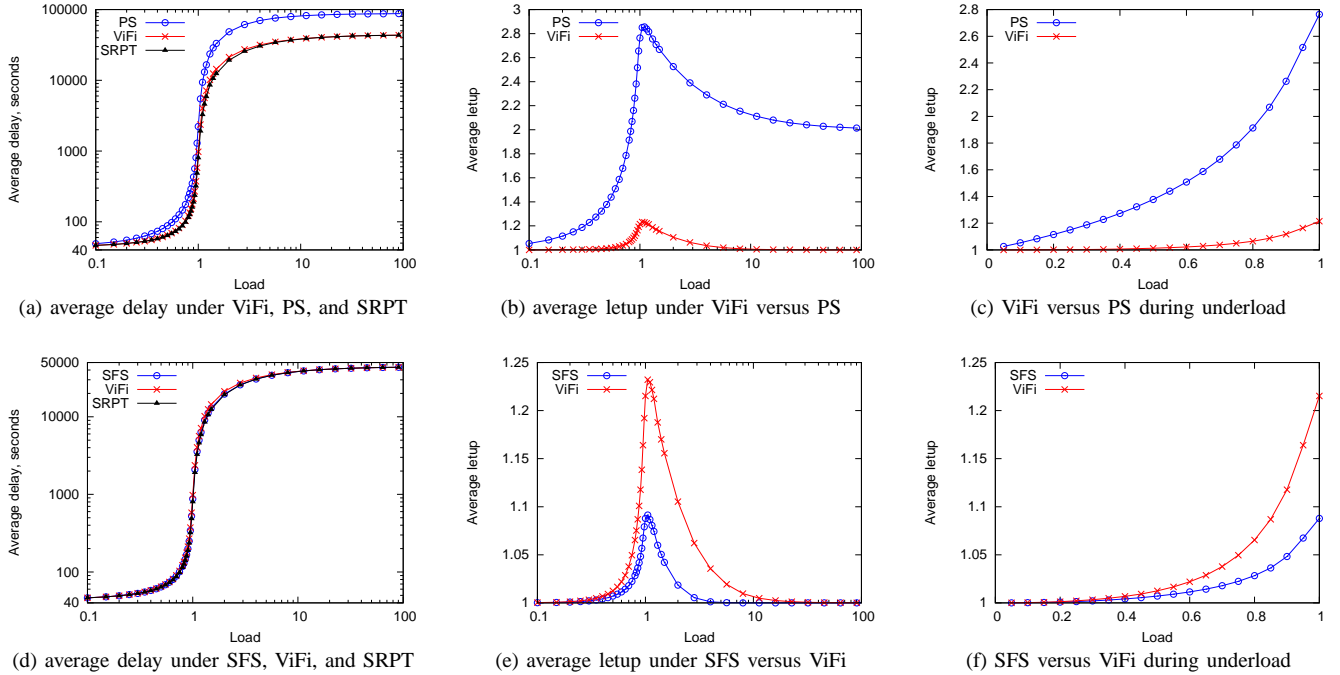 100000
10000
1000
100
40
0.1
1
10
100
Average delay, seconds
Load
PS
ViFi
SRPT
(a) average delay under ViFi, PS, and SRPT
3
2.8
2.6
2.4
2.2
2
1.8
1.6
1.4
1.2
1
0.1
1
10
100
Average letup
Load
PS
ViFi
(b) average letup under ViFi versus PS
2.8
2.6
2.4
2.2
2
1.8
1.6
1.4
1.2
1
0
0.2
0.4
0.6
0.8
1
Average letup
Load
PS
ViFi
(c) ViFi versus PS during underload
50000
10000
1000
100
40
0.1
1
10
100
Average delay, seconds
Load
SFS
ViFi
SRPT
(d) average delay under SFS, ViFi, and SRPT
1.25
1.2
1.15
1.1
1.05
1
0.1
1
10
100
Average letup
Load
SFS
ViFi
(e) average letup under SFS versus ViFi
1.25
1.2
1.15
1.1
1.05
1
0
0.2
0.4
0.6
0.8
1
Average letup
Load
SFS
ViFi
(f) SFS versus ViFi during underload